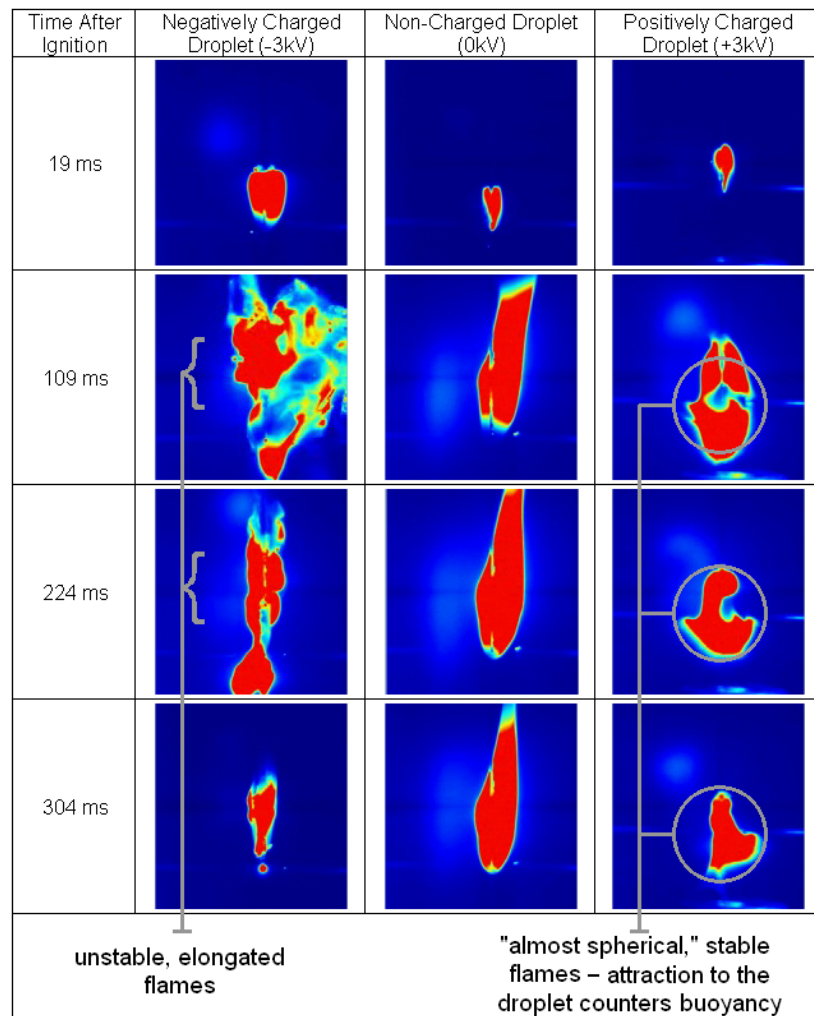 Time After
Ignition
Negatively Charged
Droplet (-3kV)
Non-Charged Droplet
(0kV)
Positively Charged
Droplet (+3kV)
19 ms
109 ms
224 ms
304 ms
unstable, elongated
flames
"almost spherical," stable
flames – attraction to the
droplet counters buoyancy